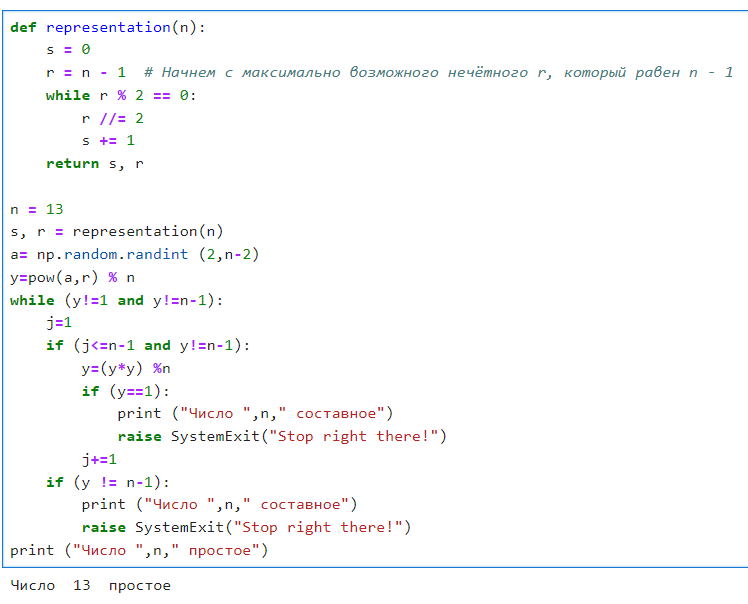 def representation(n):
    s = 0
    r = n - 1  # Начнем с максимально возможного нечётного r, который равен n - 1
    while r % 2 == 0:
        r //= 2
        s += 1
    return s, r

n = 13
s, r = representation(n)
a= np.random.randint (2,n-2)
y=pow(a,r) % n
while (y!=1 and y!=n-1):
    j=1
    if (j<=n-1 and y!=n-1):
        y=(y*y) %n
        if (y==1):
            print ("Число ",n," составное")
            raise SystemExit("Stop right there!")
        j+=1
    if (y != n-1):
        print ("Число ",n," составное")
        raise SystemExit("Stop right there!")
print ("Число ",n," простое")
Число  13  простое